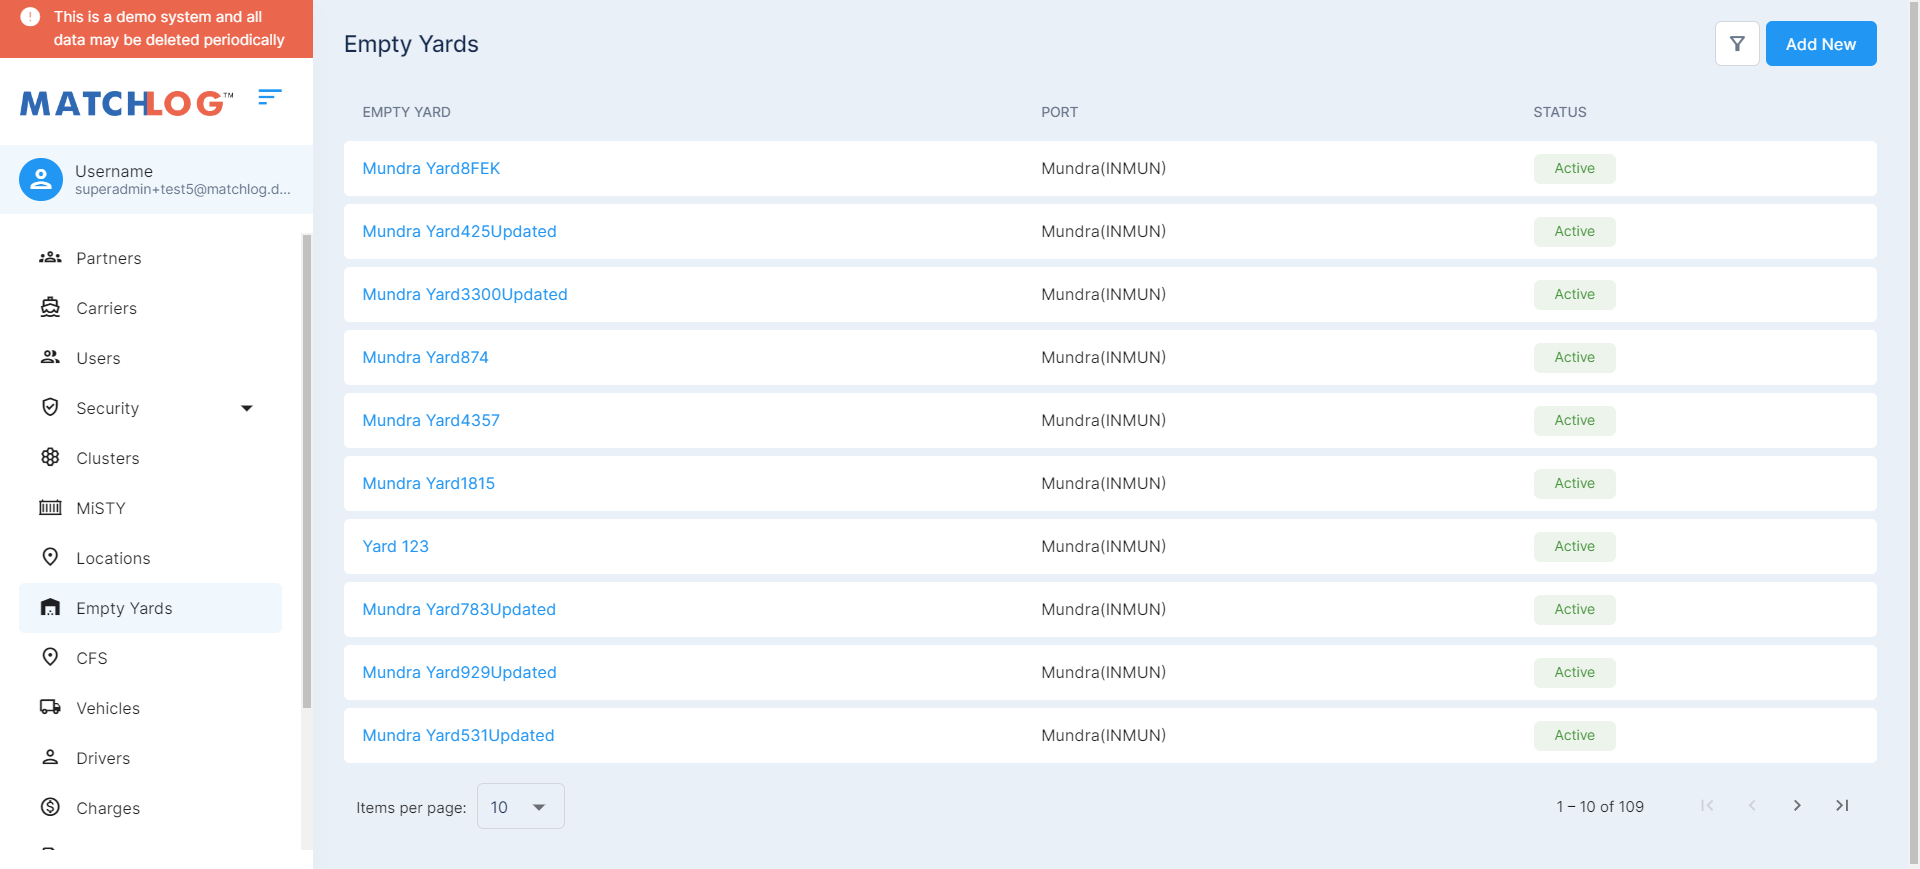 This is a demo system and all
data may be deleted periodically
MATCHLOG™
Username
superadmin+test5@matchlog.d...
Partners
Carriers
Users
Security
Clusters
MiSTY
Locations
Empty Yards
CFS
Vehicles
Drivers
Charges
Empty Yards
Add New
EMPTY YARD PORT STATUS
Mundra Yard8FEK Mundra(INMUN) Active
Mundra Yard425Updated Mundra(INMUN) Active
Mundra Yard3300Updated Mundra(INMUN) Active
Mundra Yard874 Mundra(INMUN) Active
Mundra Yard4357 Mundra(INMUN) Active
Mundra Yard1815 Mundra(INMUN) Active
Yard 123 Mundra(INMUN) Active
Mundra Yard783Updated Mundra(INMUN) Active
Mundra Yard929Updated Mundra(INMUN) Active
Mundra Yard531Updated Mundra(INMUN) Active
Items per page: 10 1 – 10 of 109